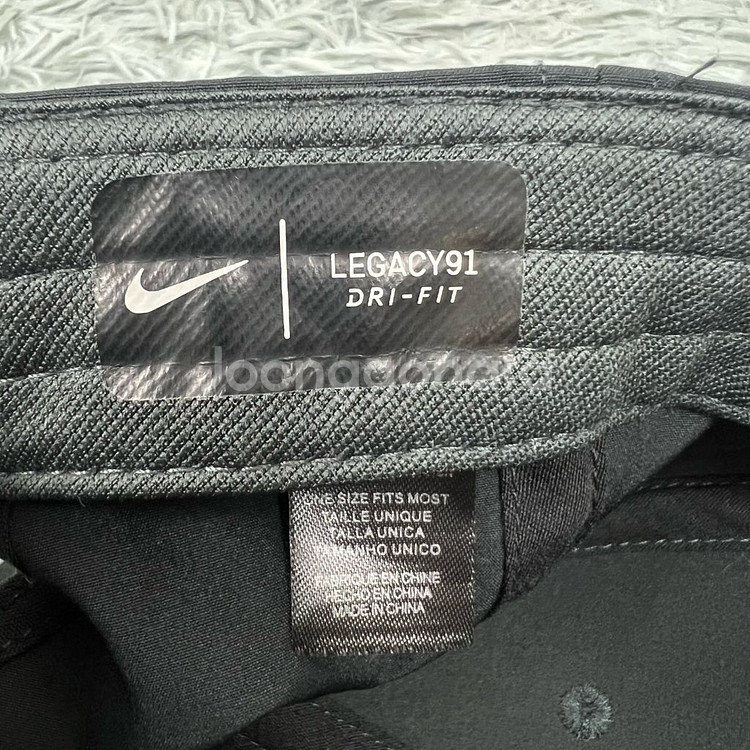 LEGACY91
DRI-FIT
ONE SIZE FITS MOST
TAILLE UNIQUE
TALLA UNICA
TAMANHO UNICO
FABRIQUE EN CHINE
HECHO EN CHINA
MADE IN CHINA